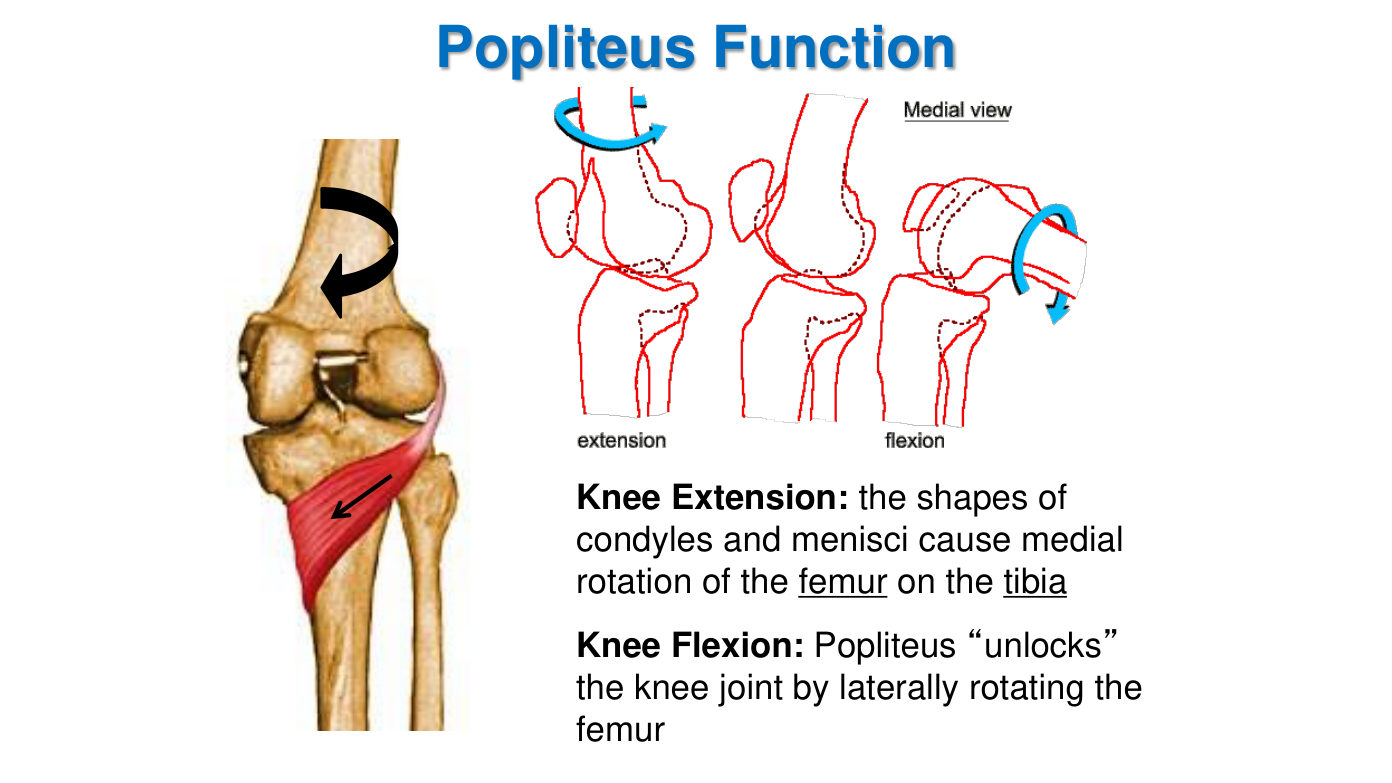 Popliteus Function
Medial view
extension
flexion
Knee Extension: the shapes of
condyles and menisci cause medial
rotation of the femur on the tibia
Knee Flexion: Popliteus “unlocks”
the knee joint by laterally rotating the
femur